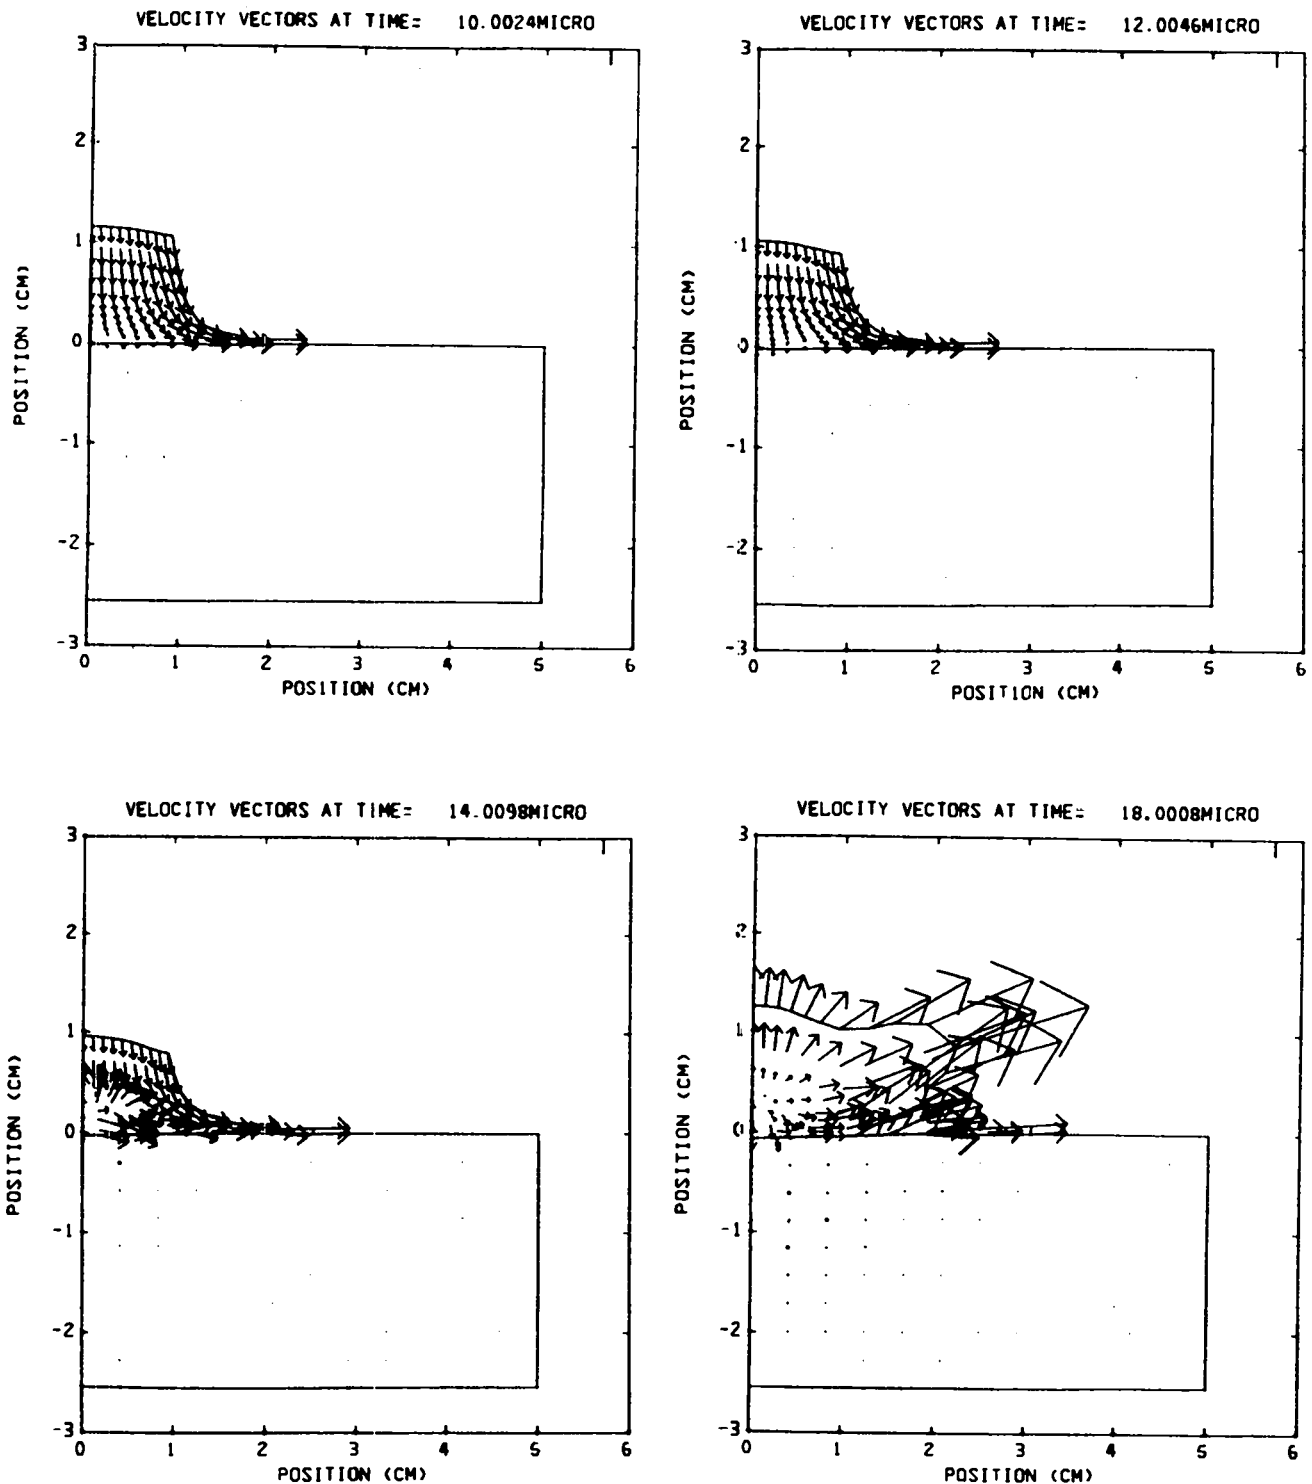 VELOCITY VECTORS AT TIME= 10.0024MICRO
3
2
1
0
-1
-2
-3
POSITION (CM)
0 1 2 3 4 5 6
POSITION (CM)
VELOCITY VECTORS AT TIME= 12.0046MICRO
3
2
1
0
-1
-2
-3
POSITION (CM)
0 1 2 3 4 5 6
POSITION (CM)
VELOCITY VECTORS AT TIME= 14.0098MICRO
3
2
1
0
-1
-2
-3
POSITION (CM)
0 1 2 3 4 5 6
POSITION (CM)
VELOCITY VECTORS AT TIME= 18.0008MICRO
3
2
1
0
-1
-2
-3
POSITION (CM)
0 1 2 3 4 5 6
POSITION (CM)